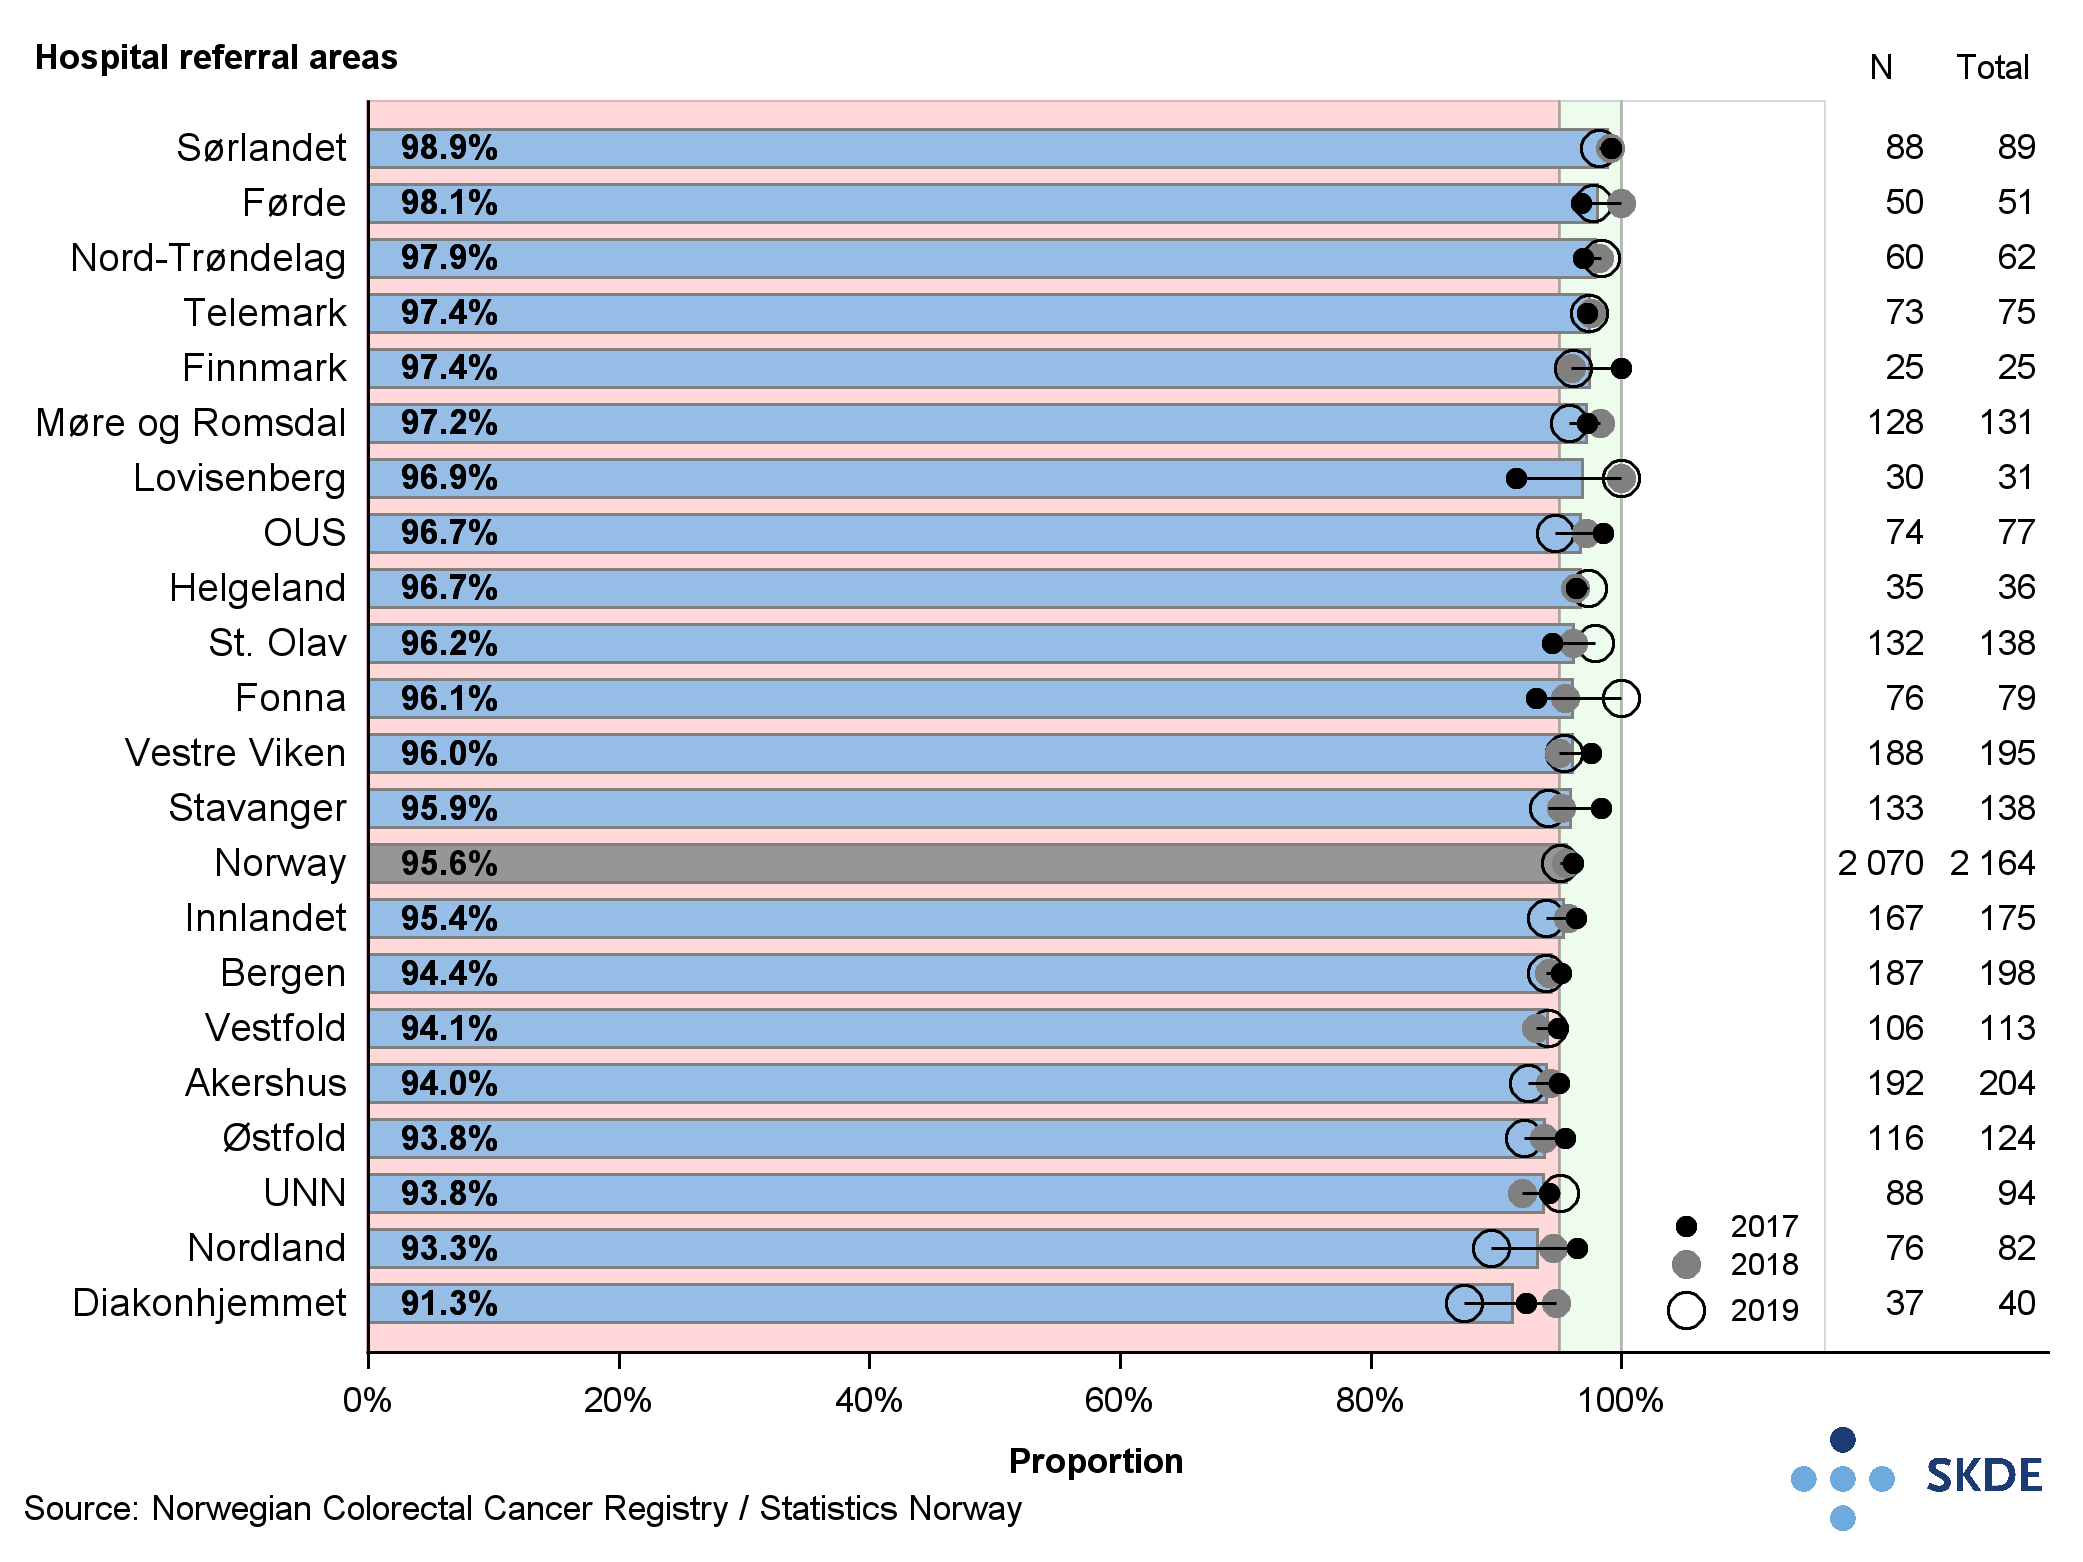 Hospital referral areas N Total
Sørlandet 98.9% 88 89
Førde 98.1% 50 51
Nord-Trøndelag 97.9% 60 62
Telemark 97.4% 73 75
Finnmark 97.4% 25 25
Møre og Romsdal 97.2% 128 131
Lovisenberg 96.9% 30 31
OUS 96.7% 74 77
Helgeland 96.7% 35 36
St. Olav 96.2% 132 138
Fonna 96.1% 76 79
Vestre Viken 96.0% 188 195
Stavanger 95.9% 133 138
Norway 95.6% 2 070 2 164
Innlandet 95.4% 167 175
Bergen 94.4% 187 198
Vestfold 94.1% 106 113
Akershus 94.0% 192 204
Østfold 93.8% 116 124
UNN 93.8% 88 94
2017
Nordland 93.3% 76 82
2018
Diakonhjemmet 91.3% 37 40
2019
0% 20% 40% 60% 80% 100%
Proportion
SKDE
Source: Norwegian Colorectal Cancer Registry / Statistics Norway